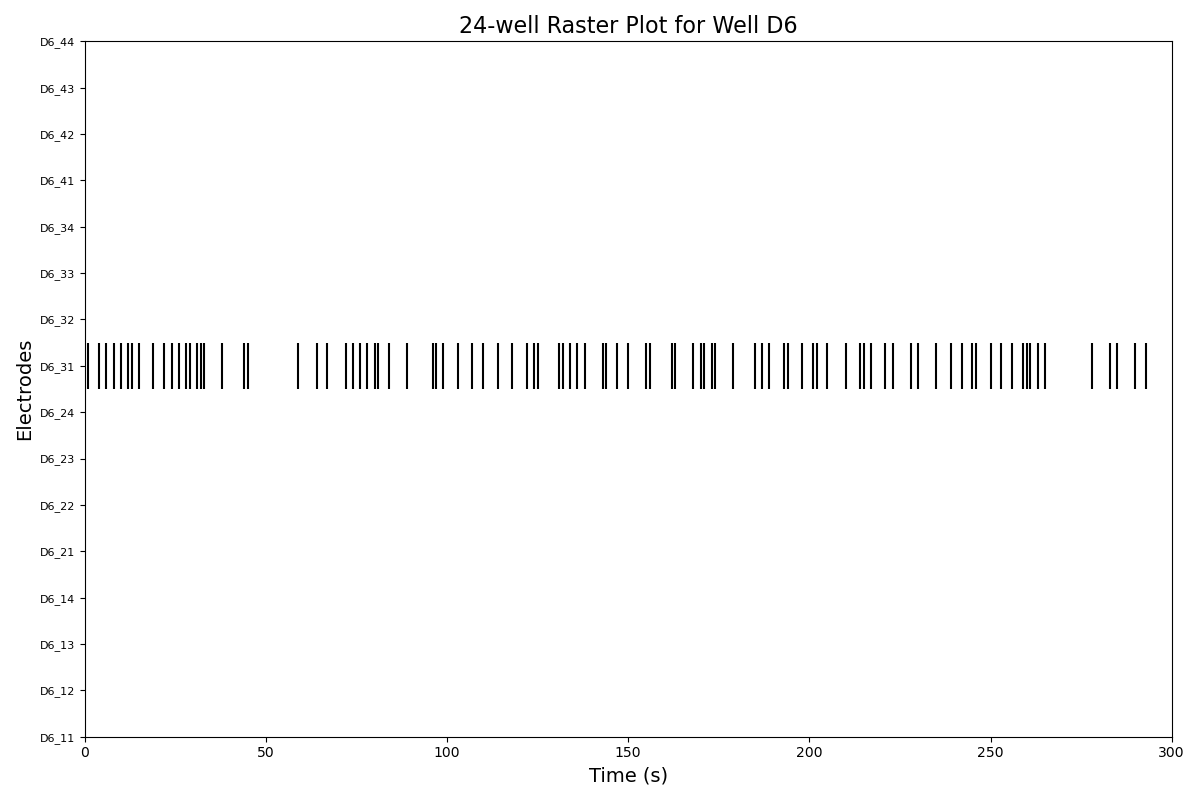 24-well Raster Plot for Well D6
D6_44
D6_43
D6_42
D6_41
D6_34
D6_33
D6_32
D6_31
D6_24
D6_23
D6_22
D6_21
D6_14
D6_13
D6_12
D6_11
Electrodes
0 50 100 150 200 250 300
Time (s)